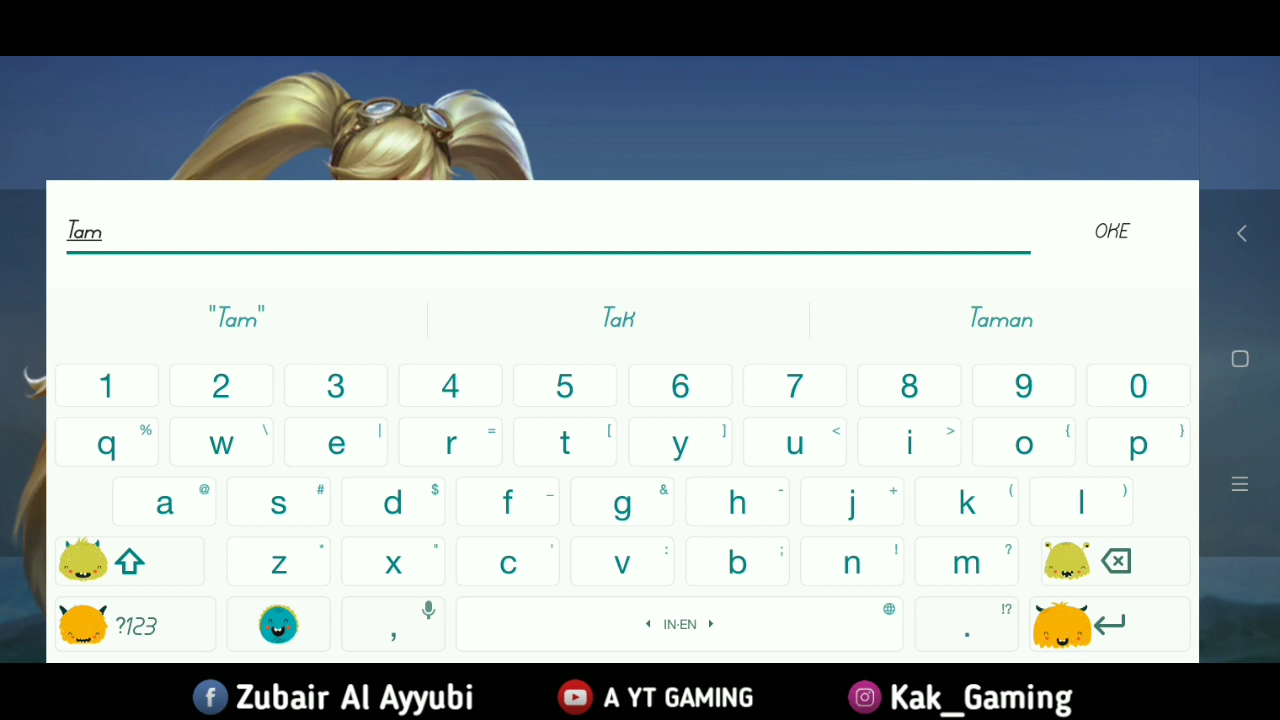 Tam OKE
"Tam" Tak Taman
1 2 3 4 5 6 7 8 9 0
q % w \ e | r = t [ y ] u < i > o { p }
a @ s # d $ f _ g & h - j + k ( l )
z * x " c ' v : b ; n ! m ?
?123 , IN·EN . !?
Zubair Al Ayyubi A YT GAMING Kak_Gaming